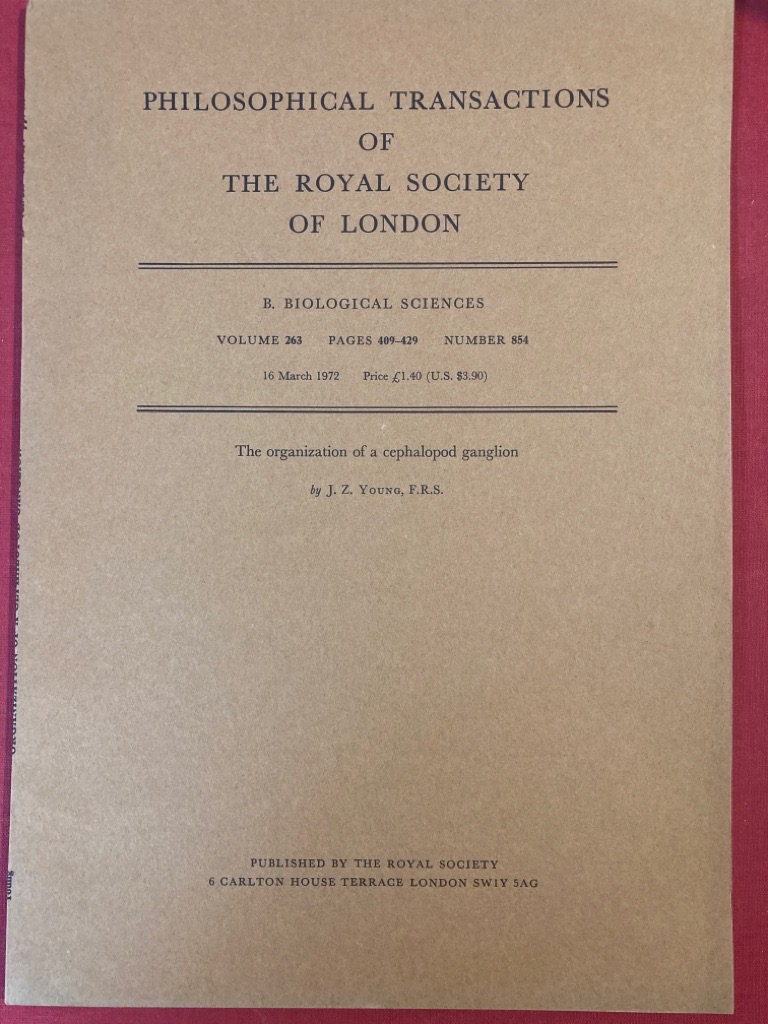 PHILOSOPHICAL TRANSACTIONS
OF
THE ROYAL SOCIETY
OF LONDON
B. BIOLOGICAL SCIENCES
VOLUME 263 PAGES 409–429 NUMBER 854
16 March 1972 Price £1.40 (U.S. $3.90)
The organization of a cephalopod ganglion
by J. Z. YOUNG, F.R.S.
PUBLISHED BY THE ROYAL SOCIETY
6 CARLTON HOUSE TERRACE LONDON SW1Y 5AG